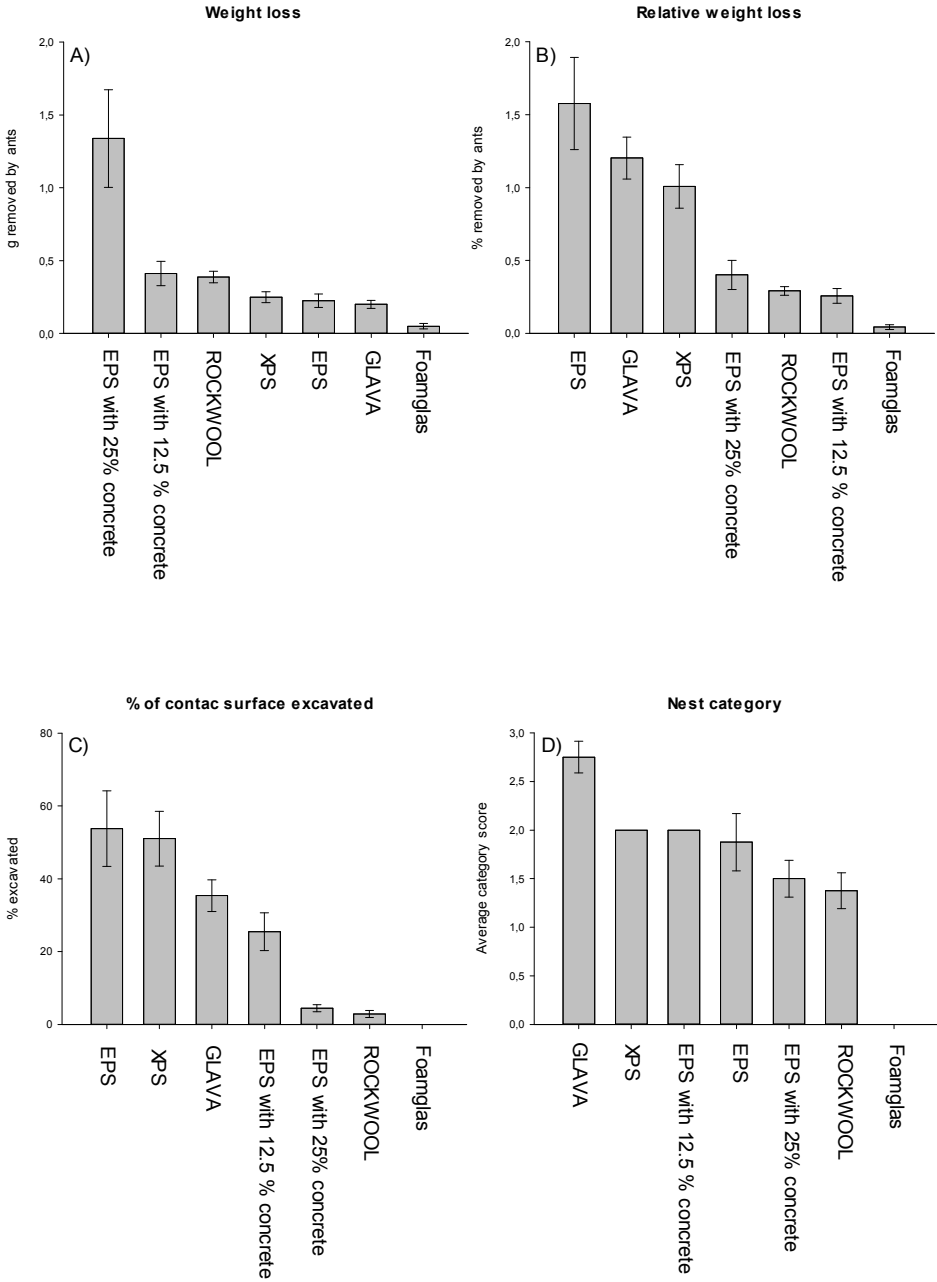 Weight loss
A)
g removed by ants
2,0
1,5
1,0
0,5
0,0
EPS with 25% concrete
EPS with 12.5 % concrete
ROCKWOOL
XPS
EPS
GLAVA
Foamglas
Relative weight loss
B)
% removed by ants
2,0
1,5
1,0
0,5
0,0
EPS
GLAVA
XPS
EPS with 25% concrete
ROCKWOOL
EPS with 12.5 % concrete
Foamglas
% of contac surface excavated
C)
% excavated
80
60
40
20
0
EPS
XPS
GLAVA
EPS with 12.5 % concrete
EPS with 25% concrete
ROCKWOOL
Foamglas
Nest category
D)
Average category score
3,0
2,5
2,0
1,5
1,0
0,5
0,0
GLAVA
XPS
EPS with 12.5 % concrete
EPS
EPS with 25% concrete
ROCKWOOL
Foamglas